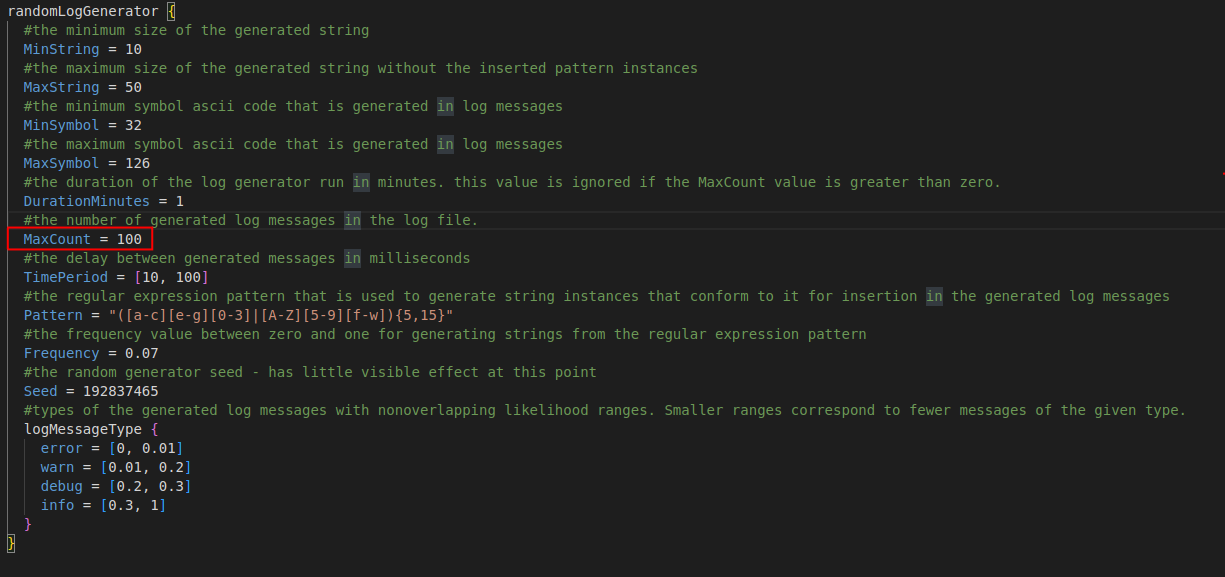 randomLogGenerator {
#the minimum size of the generated string
MinString = 10
#the maximum size of the generated string without the inserted pattern instances
MaxString = 50
#the minimum symbol ascii code that is generated in log messages
MinSymbol = 32
#the maximum symbol ascii code that is generated in log messages
MaxSymbol = 126
#the duration of the log generator run in minutes. this value is ignored if the MaxCount value is greater than zero.
DurationMinutes = 1
#the number of generated log messages in the log file.
MaxCount = 100
#the delay between generated messages in milliseconds
TimePeriod = [10, 100]
#the regular expression pattern that is used to generate string instances that conform to it for insertion in the generated log messages
Pattern = "([a-c][e-g][0-3]|[A-Z][5-9][f-w]){5,15}"
#the frequency value between zero and one for generating strings from the regular expression pattern
Frequency = 0.07
#the random generator seed - has little visible effect at this point
Seed = 192837465
#types of the generated log messages with nonoverlapping likelihood ranges. Smaller ranges correspond to fewer messages of the given type.
logMessageType {
error = [0, 0.01]
warn = [0.01, 0.2]
debug = [0.2, 0.3]
info = [0.3, 1]
}
}